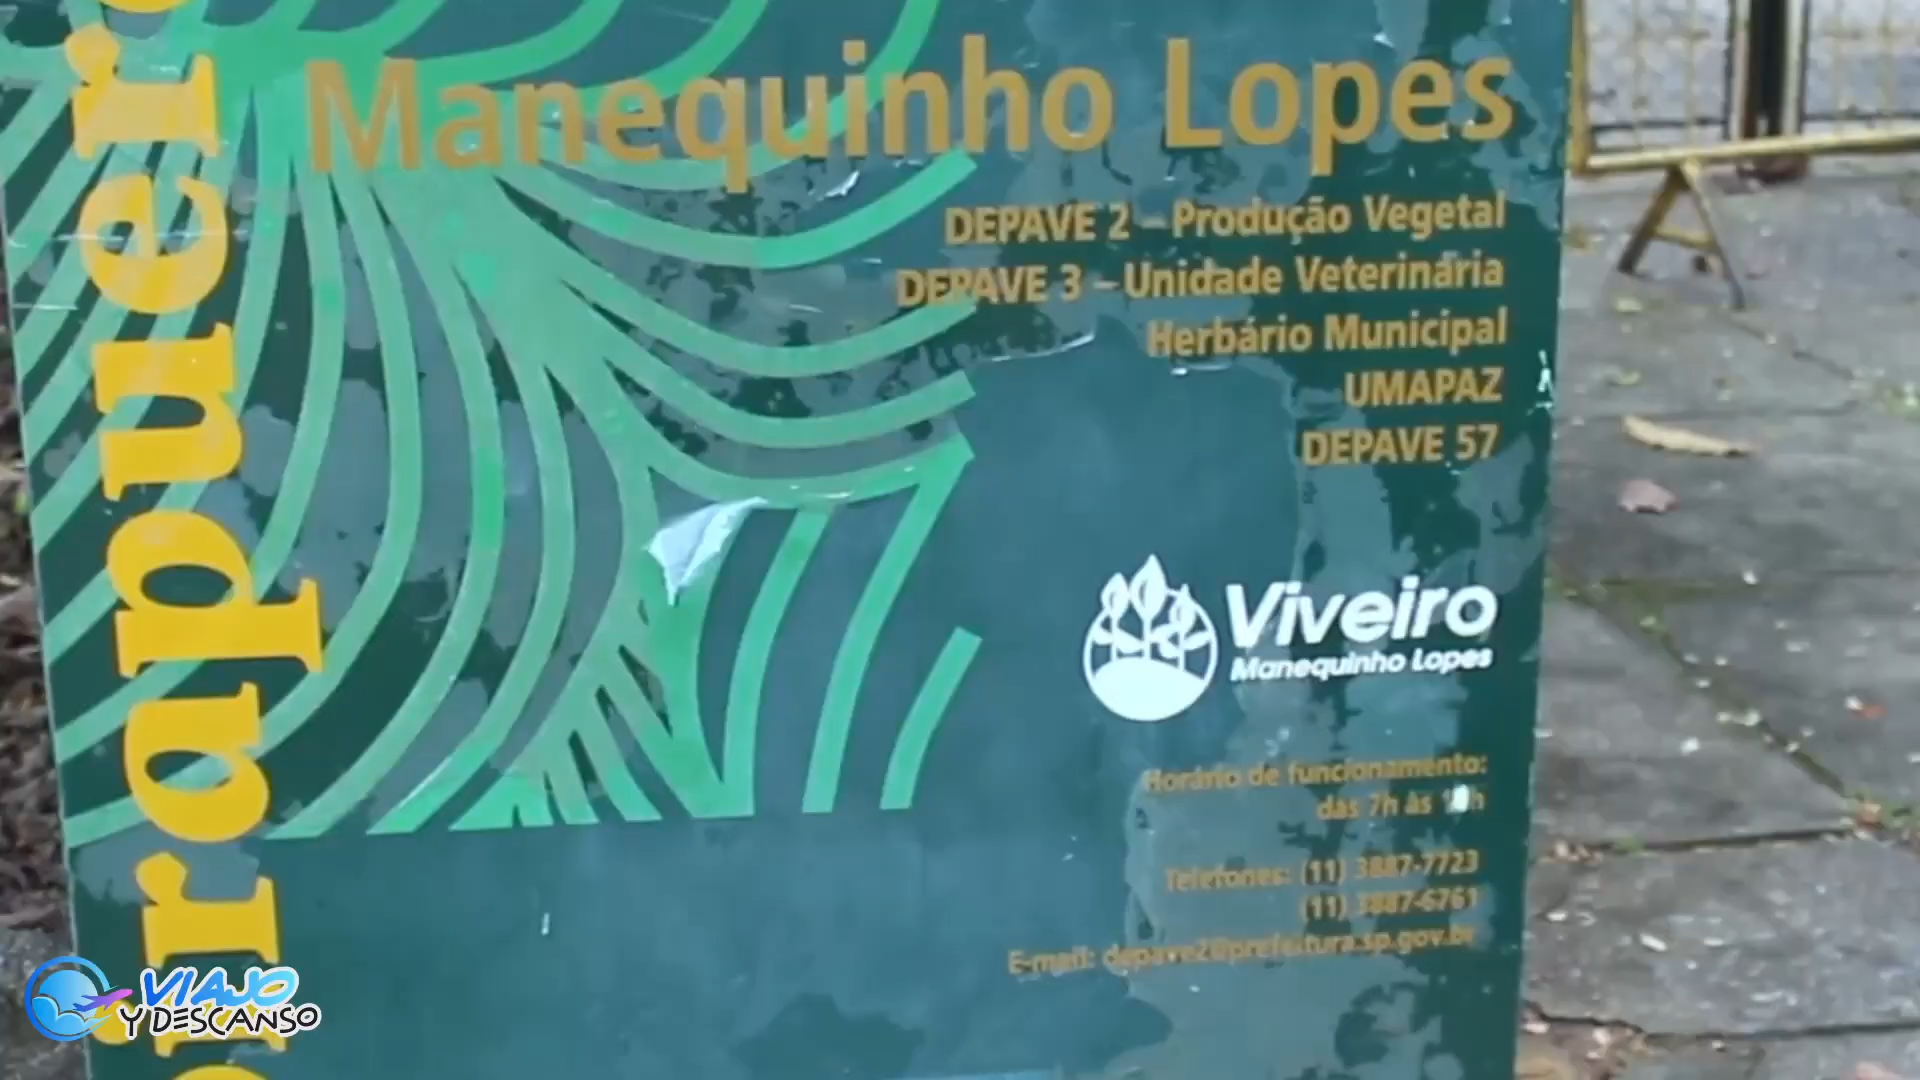 Manequinho Lopes
DEPAVE 2 – Produção Vegetal
DEPAVE 3 – Unidade Veterinária
Herbário Municipal
UMAPAZ
DEPAVE 57
Viveiro
Manequinho Lopes
Horário de funcionamento:
das 7h às
Telefones: (11) 3887-7723
(11) 3887-6761
E-mail: depave2@prefeitura.sp.gov.br
birapuer
VIAJO
Y DESCANSO